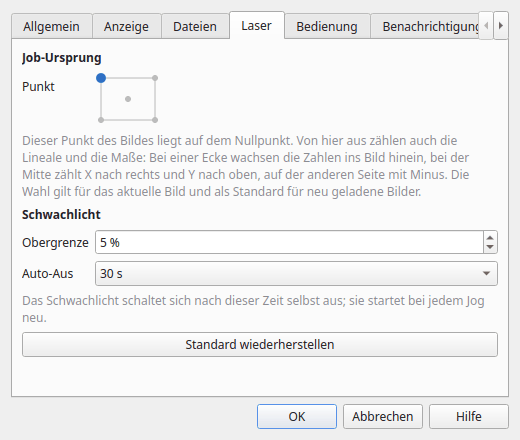 Allgemein Anzeige Dateien Laser Bedienung Benachrichtigung
Job-Ursprung
Punkt
Dieser Punkt des Bildes liegt auf dem Nullpunkt. Von hier aus zählen auch die
Lineale und die Maße: Bei einer Ecke wachsen die Zahlen ins Bild hinein, bei der
Mitte zählt X nach rechts und Y nach oben, auf der anderen Seite mit Minus. Die
Wahl gilt für das aktuelle Bild und als Standard für neu geladene Bilder.
Schwachlicht
Obergrenze 5 %
Auto-Aus 30 s
Das Schwachlicht schaltet sich nach dieser Zeit selbst aus; sie startet bei jedem Jog
neu.
Standard wiederherstellen
OK Abbrechen Hilfe